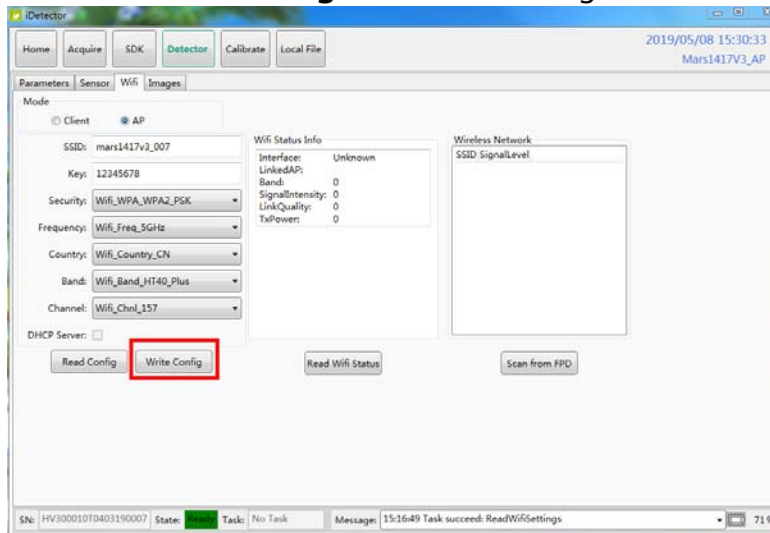 iDetector
Home Acquire SDK Detector Calibrate Local File
2019/05/08 15:30:33
Mars1417V3_AP
Parameters Sensor Wifi Images
Mode
Client AP
SSID: mars1417v3_007
Key: 12345678
Security: Wifi_WPA_WPA2_PSK
Frequency: Wifi_Freq_5GHz
Country: Wifi_Country_CN
Band: Wifi_Band_HT40_Plus
Channel: Wifi_Chnl_157
DHCP Server:
Read Config Write Config
Wifi Status Info
Interface: Unknown
LinkedAP:
Band: 0
SignalIntensity: 0
LinkQuality: 0
TxPower: 0
Read Wifi Status
Wireless Network
SSID SignalLevel
Scan from FPD
SN: HV300010T0403190007 State: Ready Task: No Task Message: 15:16:49 Task succeed: ReadWifiSettings 71%